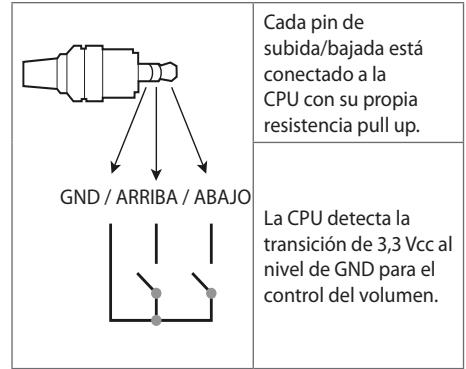 Cada pin de
subida/bajada está
conectado a la
CPU con su propia
resistencia pull up.
GND / ARRIBA / ABAJO
La CPU detecta la
transición de 3,3 Vcc al
nivel de GND para el
control del volumen.